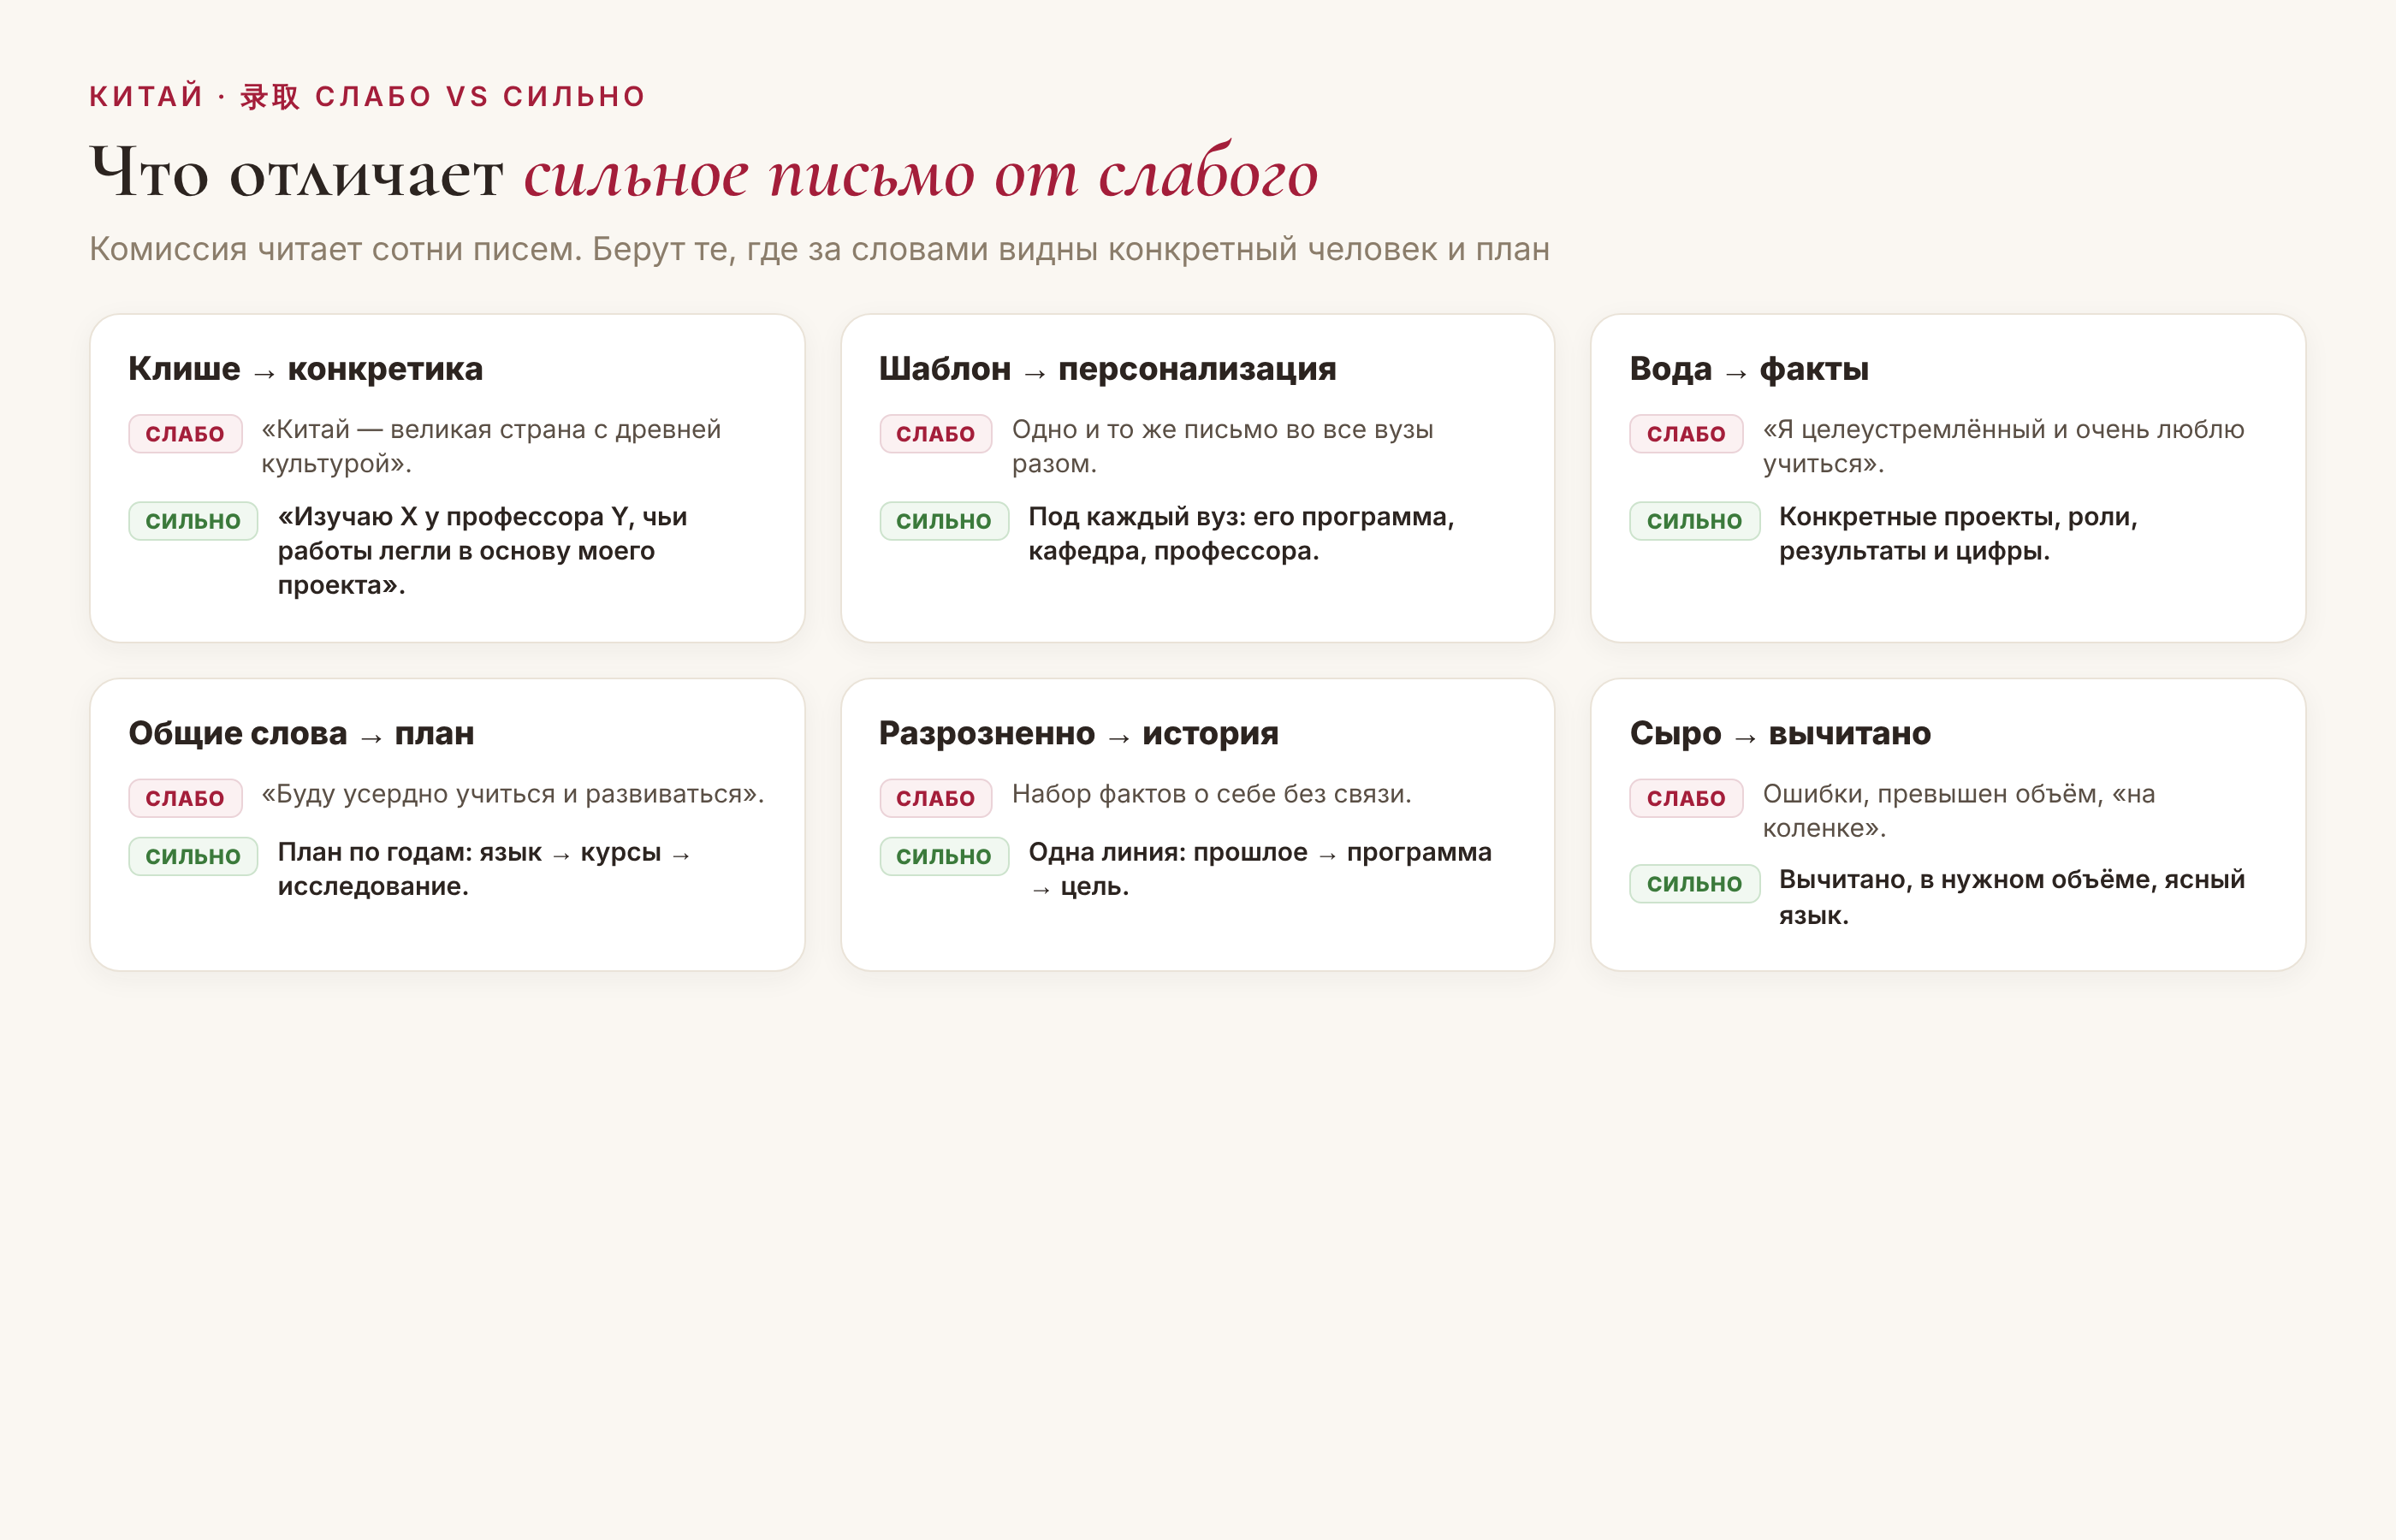 КИТАЙ · 录取 СЛАБО VS СИЛЬНО
Что отличает сильное письмо от слабого
Комиссия читает сотни писем. Берут те, где за словами видны конкретный человек и план
Клише → конкретика
СЛАБО «Китай — великая страна с древней
культурой».
СИЛЬНО «Изучаю X у профессора Y, чьи
работы легли в основу моего
проекта».
Шаблон → персонализация
СЛАБО Одно и то же письмо во все вузы
разом.
СИЛЬНО Под каждый вуз: его программа,
кафедра, профессора.
Вода → факты
СЛАБО «Я целеустремлённый и очень люблю
учиться».
СИЛЬНО Конкретные проекты, роли,
результаты и цифры.
Общие слова → план
СЛАБО «Буду усердно учиться и развиваться».
СИЛЬНО План по годам: язык → курсы →
исследование.
Разрозненно → история
СЛАБО Набор фактов о себе без связи.
СИЛЬНО Одна линия: прошлое → программа
→ цель.
Сыро → вычитано
СЛАБО Ошибки, превышен объём, «на
коленке».
СИЛЬНО Вычитано, в нужном объёме, ясный
язык.